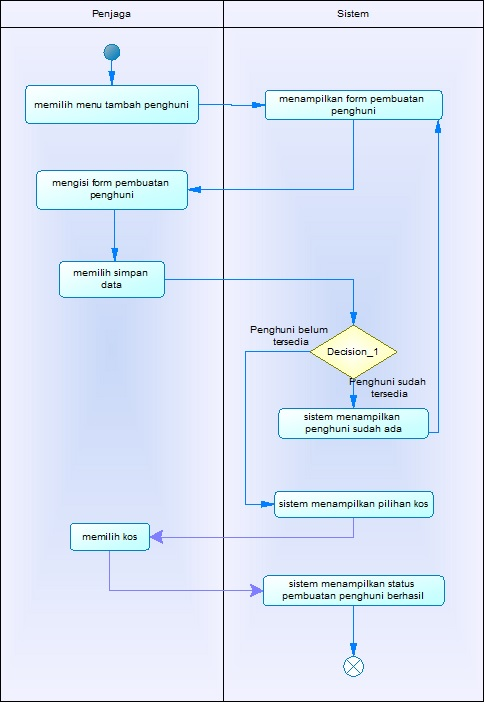 Penjaga
Sistem
memilih menu tambah penghuni
menampilkan form pembuatan
penghuni
mengisi form pembuatan
penghuni
memilih simpan
data
Penghuni belum
tersedia
Decision_1
Penghuni sudah
tersedia
sistem menampilkan
penghuni sudah ada
sistem menampilkan pilihan kos
memilih kos
sistem menampilkan status
pembuatan penghuni berhasil